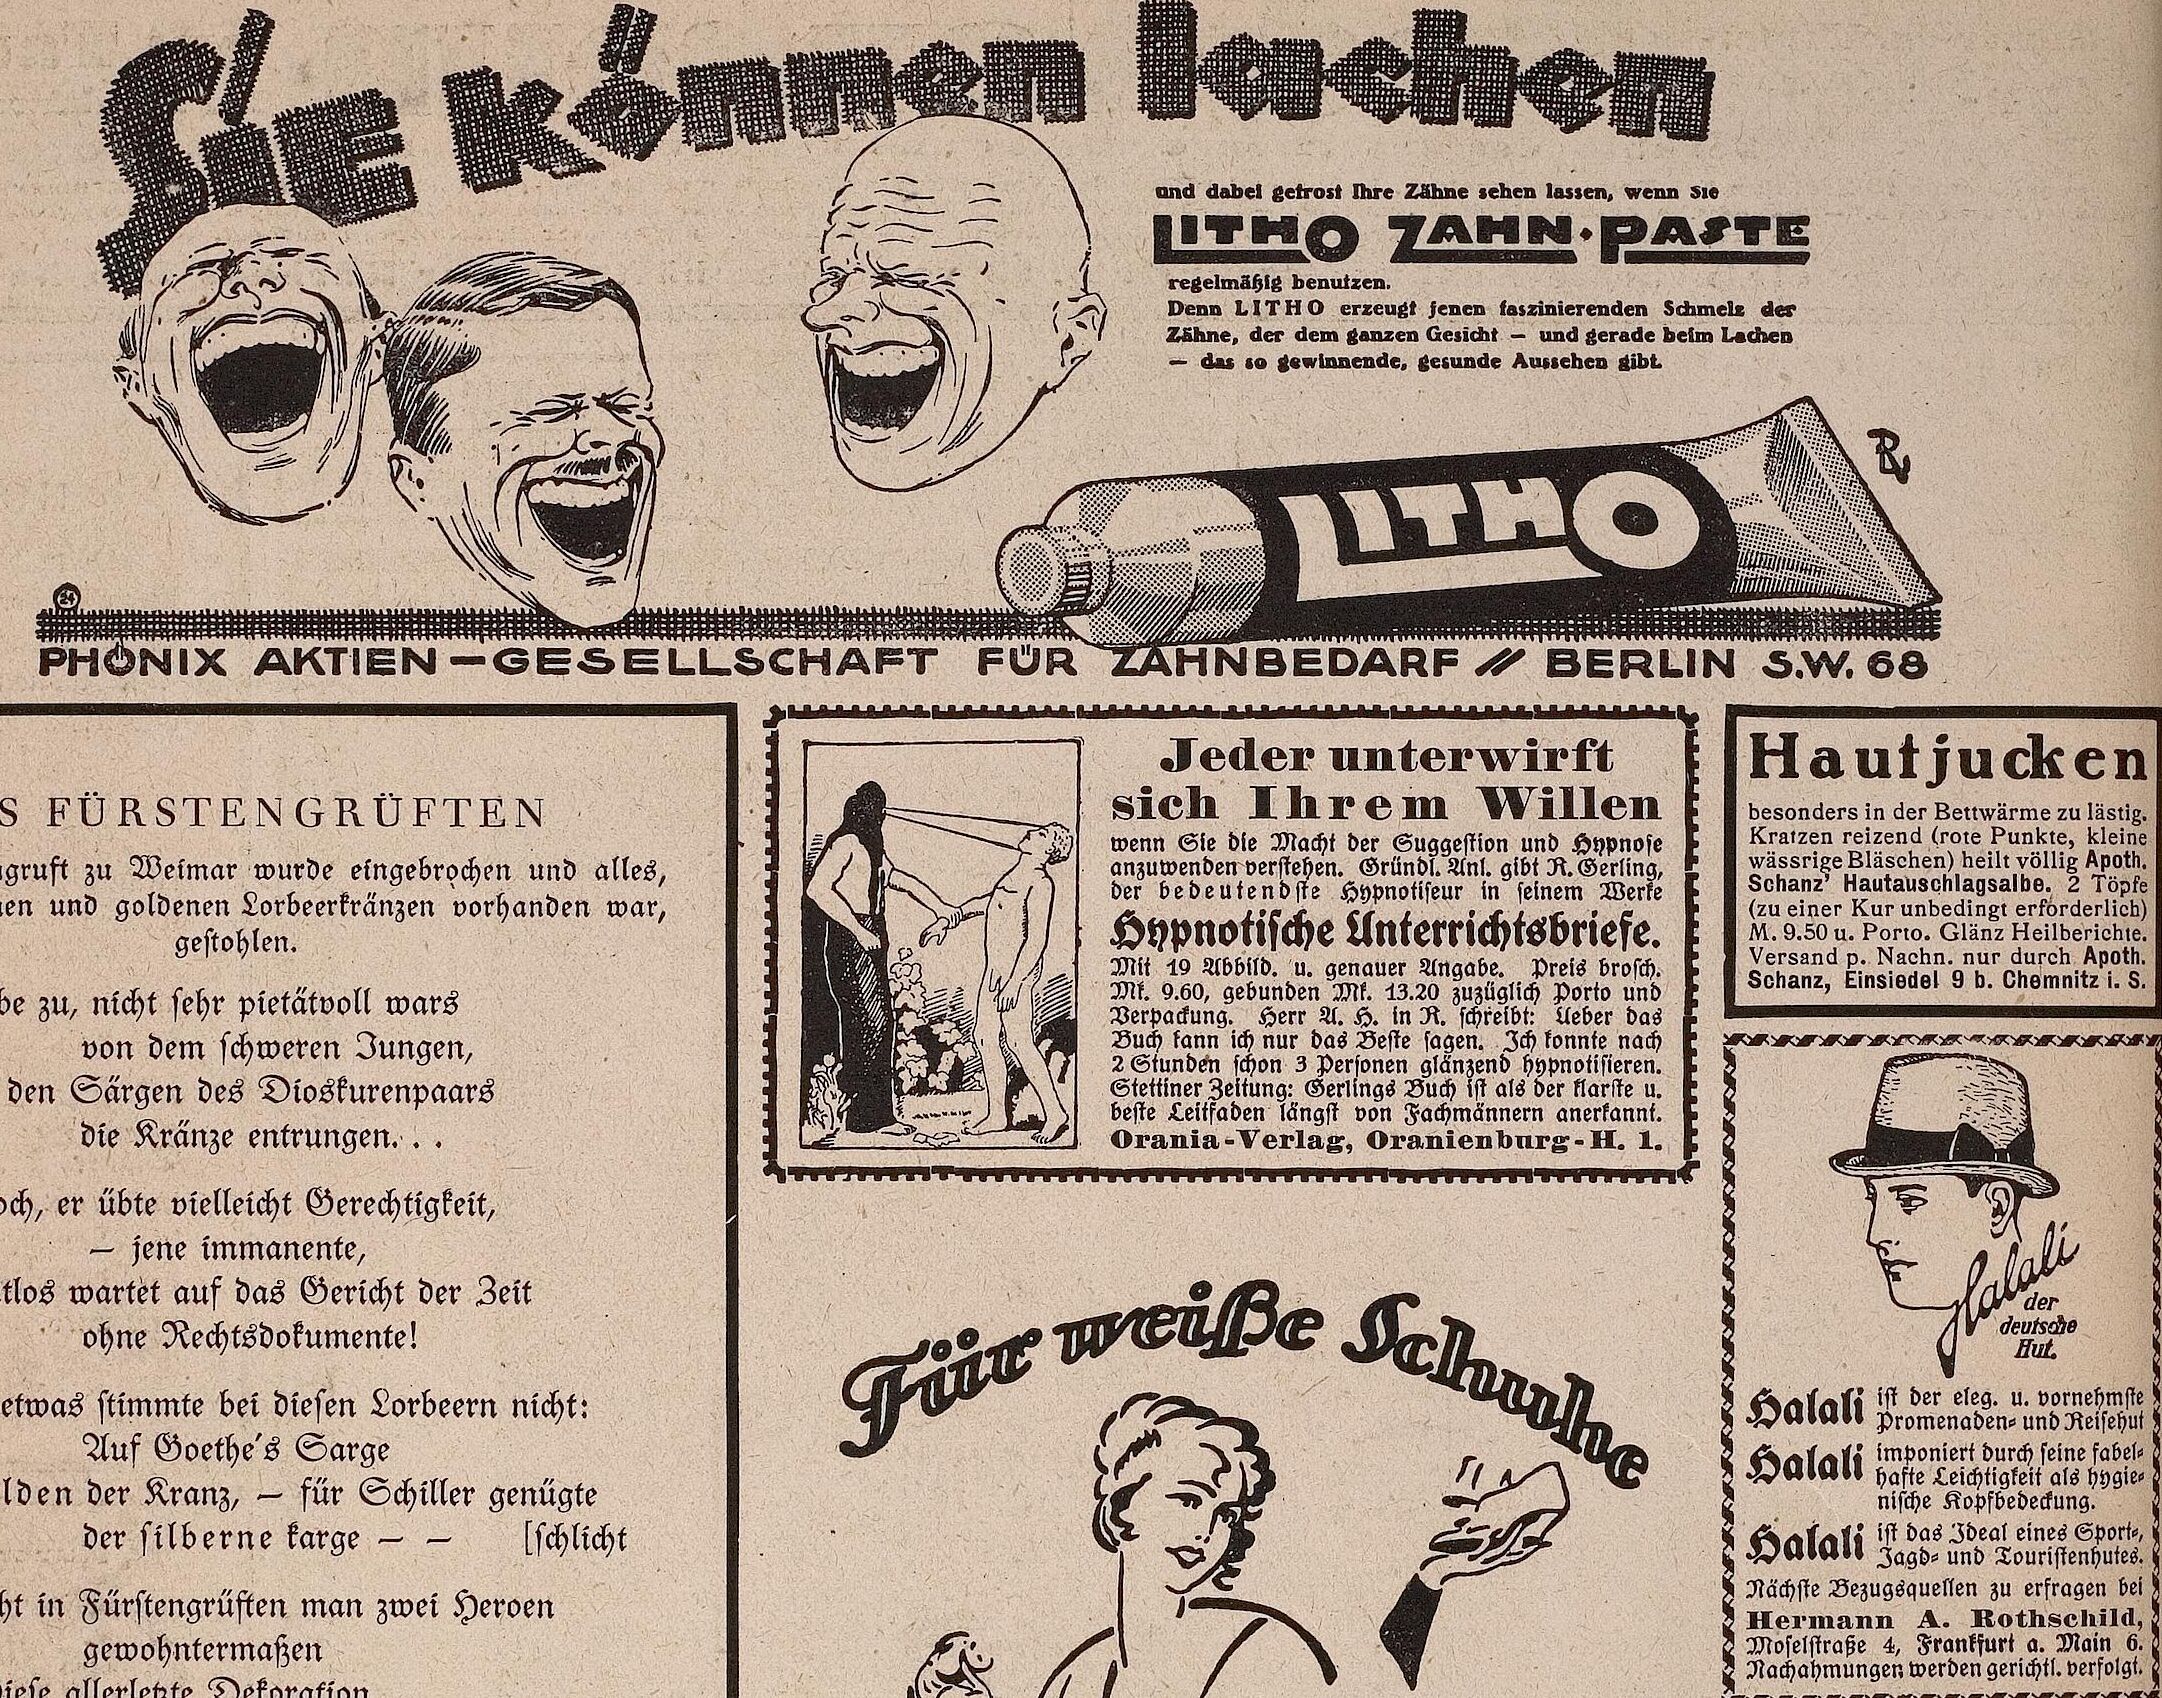 Sie können lachen
und dabei getrost Ihre Zähne sehen lassen, wenn Sie
LITHO ZAHN·PASTE
regelmäßig benutzen.
Denn LITHO erzeugt jenen faszinierenden Schmelz der
Zähne, der dem ganzen Gesicht — und gerade beim Lachen
— das so gewinnende, gesunde Aussehen gibt.
LITHO
24
PHÖNIX AKTIEN-GESELLSCHAFT FÜR ZAHNBEDARF // BERLIN S.W. 68
S FÜRSTENGRÜFTEN
gruft zu Weimar wurde eingebrochen und alles,
en und goldenen Lorbeerkränzen vorhanden war,
gestohlen.
be zu, nicht sehr pietätvoll wars
von dem schweren Jungen,
den Särgen des Dioskurenpaars
die Kränze entrungen. . .
och, er übte vielleicht Gerechtigkeit,
— jene immanente,
tlos wartet auf das Gericht der Zeit
ohne Rechtsdokumente!
etwas stimmte bei diesen Lorbeern nicht:
Auf Goethe's Sarge
lden der Kranz, — für Schiller genügte
der silberne karge — — [schlicht
ht in Fürstengrüften man zwei Heroen
gewohntermaßen
diese allerletzte Dekoration
Jeder unterwirft
sich Ihrem Willen
wenn Sie die Macht der Suggestion und Hypnose
anzuwenden verstehen. Gründl. Anl. gibt R. Gerling,
der bedeutendste Hypnotiseur in seinem Werke
Hypnotische Unterrichtsbriefe.
Mit 19 Abbild. u. genauer Angabe. Preis brosch.
Mk. 9.60, gebunden Mk. 13.20 zuzüglich Porto und
Verpackung. Herr A. H. in R. schreibt: Ueber das
Buch kann ich nur das Beste sagen. Ich konnte nach
2 Stunden schon 3 Personen glänzend hypnotisieren.
Stettiner Zeitung: Gerlings Buch ist als der klarste u.
beste Leitfaden längst von Fachmännern anerkannt.
Orania-Verlag, Oranienburg-H. 1.
Hautjucken
besonders in der Bettwärme zu lästig.
Kratzen reizend (rote Punkte, kleine
wässrige Bläschen) heilt völlig Apoth.
Schanz' Hautauschlagsalbe. 2 Töpfe
(zu einer Kur unbedingt erforderlich)
M. 9.50 u. Porto. Glänz Heilberichte.
Versand p. Nachn. nur durch Apoth.
Schanz, Einsiedel 9 b. Chemnitz i. S.
Halali
der
deutsche
Hut.
Halali ist der eleg. u. vornehmste
Promenaden- und Reisehut
Halali imponiert durch seine fabel-
hafte Leichtigkeit als hygie-
nische Kopfbedeckung.
Halali ist das Ideal eines Sport-,
Jagd- und Touristenhutes.
Nächste Bezugsquellen zu erfragen bei
Hermann A. Rothschild,
Moselstraße 4, Frankfurt a. Main 6.
Nachahmungen werden gerichtl. verfolgt.
Für weiße Schuhe